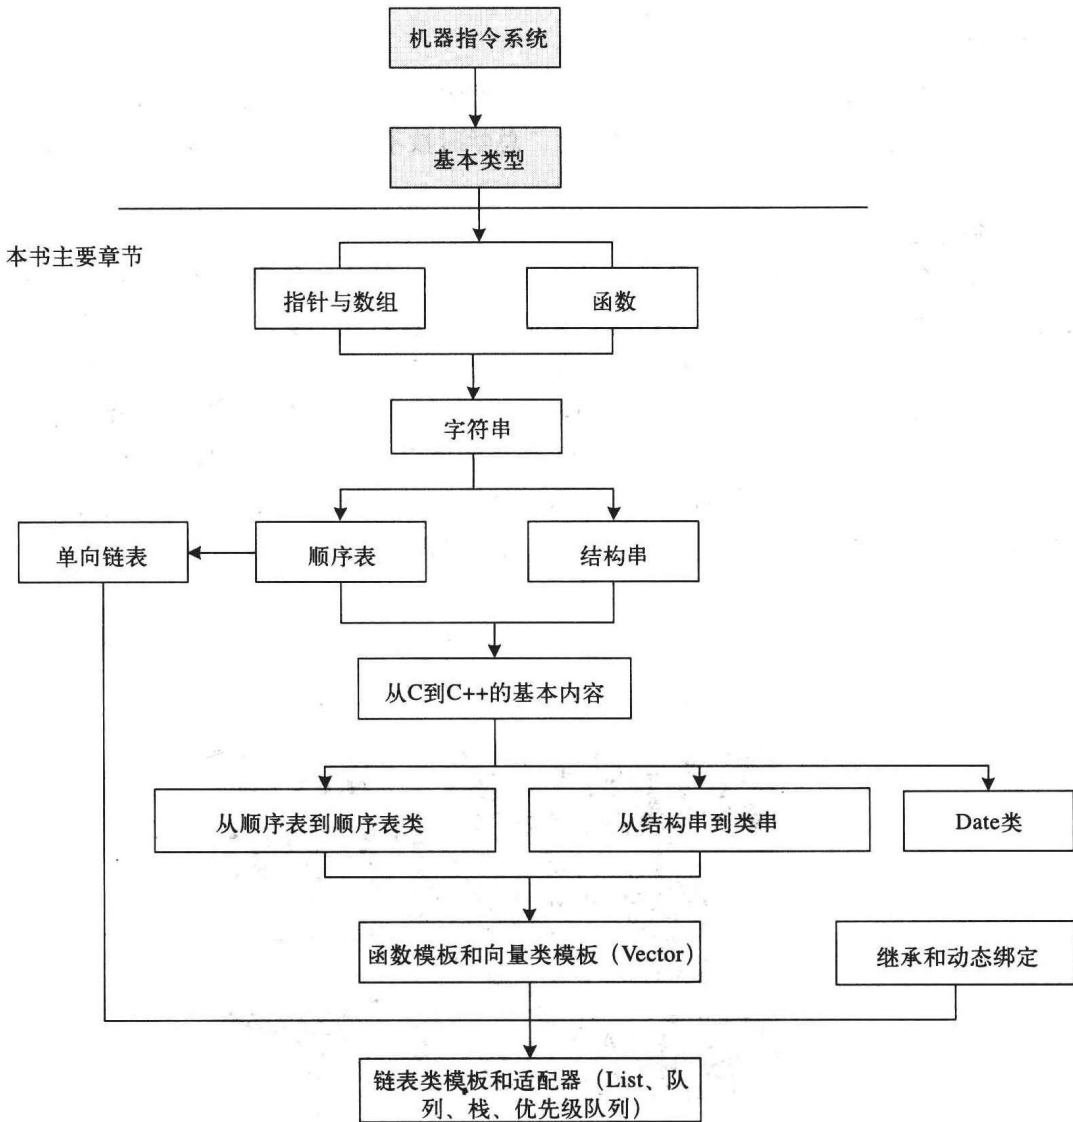 机器指令系统
基本类型
本书主要章节
指针与数组
函数
字符串
单向链表
顺序表
结构串
从C到C++的基本内容
从顺序表到顺序表类
从结构串到类串
Date类
函数模板和向量类模板（Vector）
继承和动态绑定
链表类模板和适配器（List、队
列、栈、优先级队列）